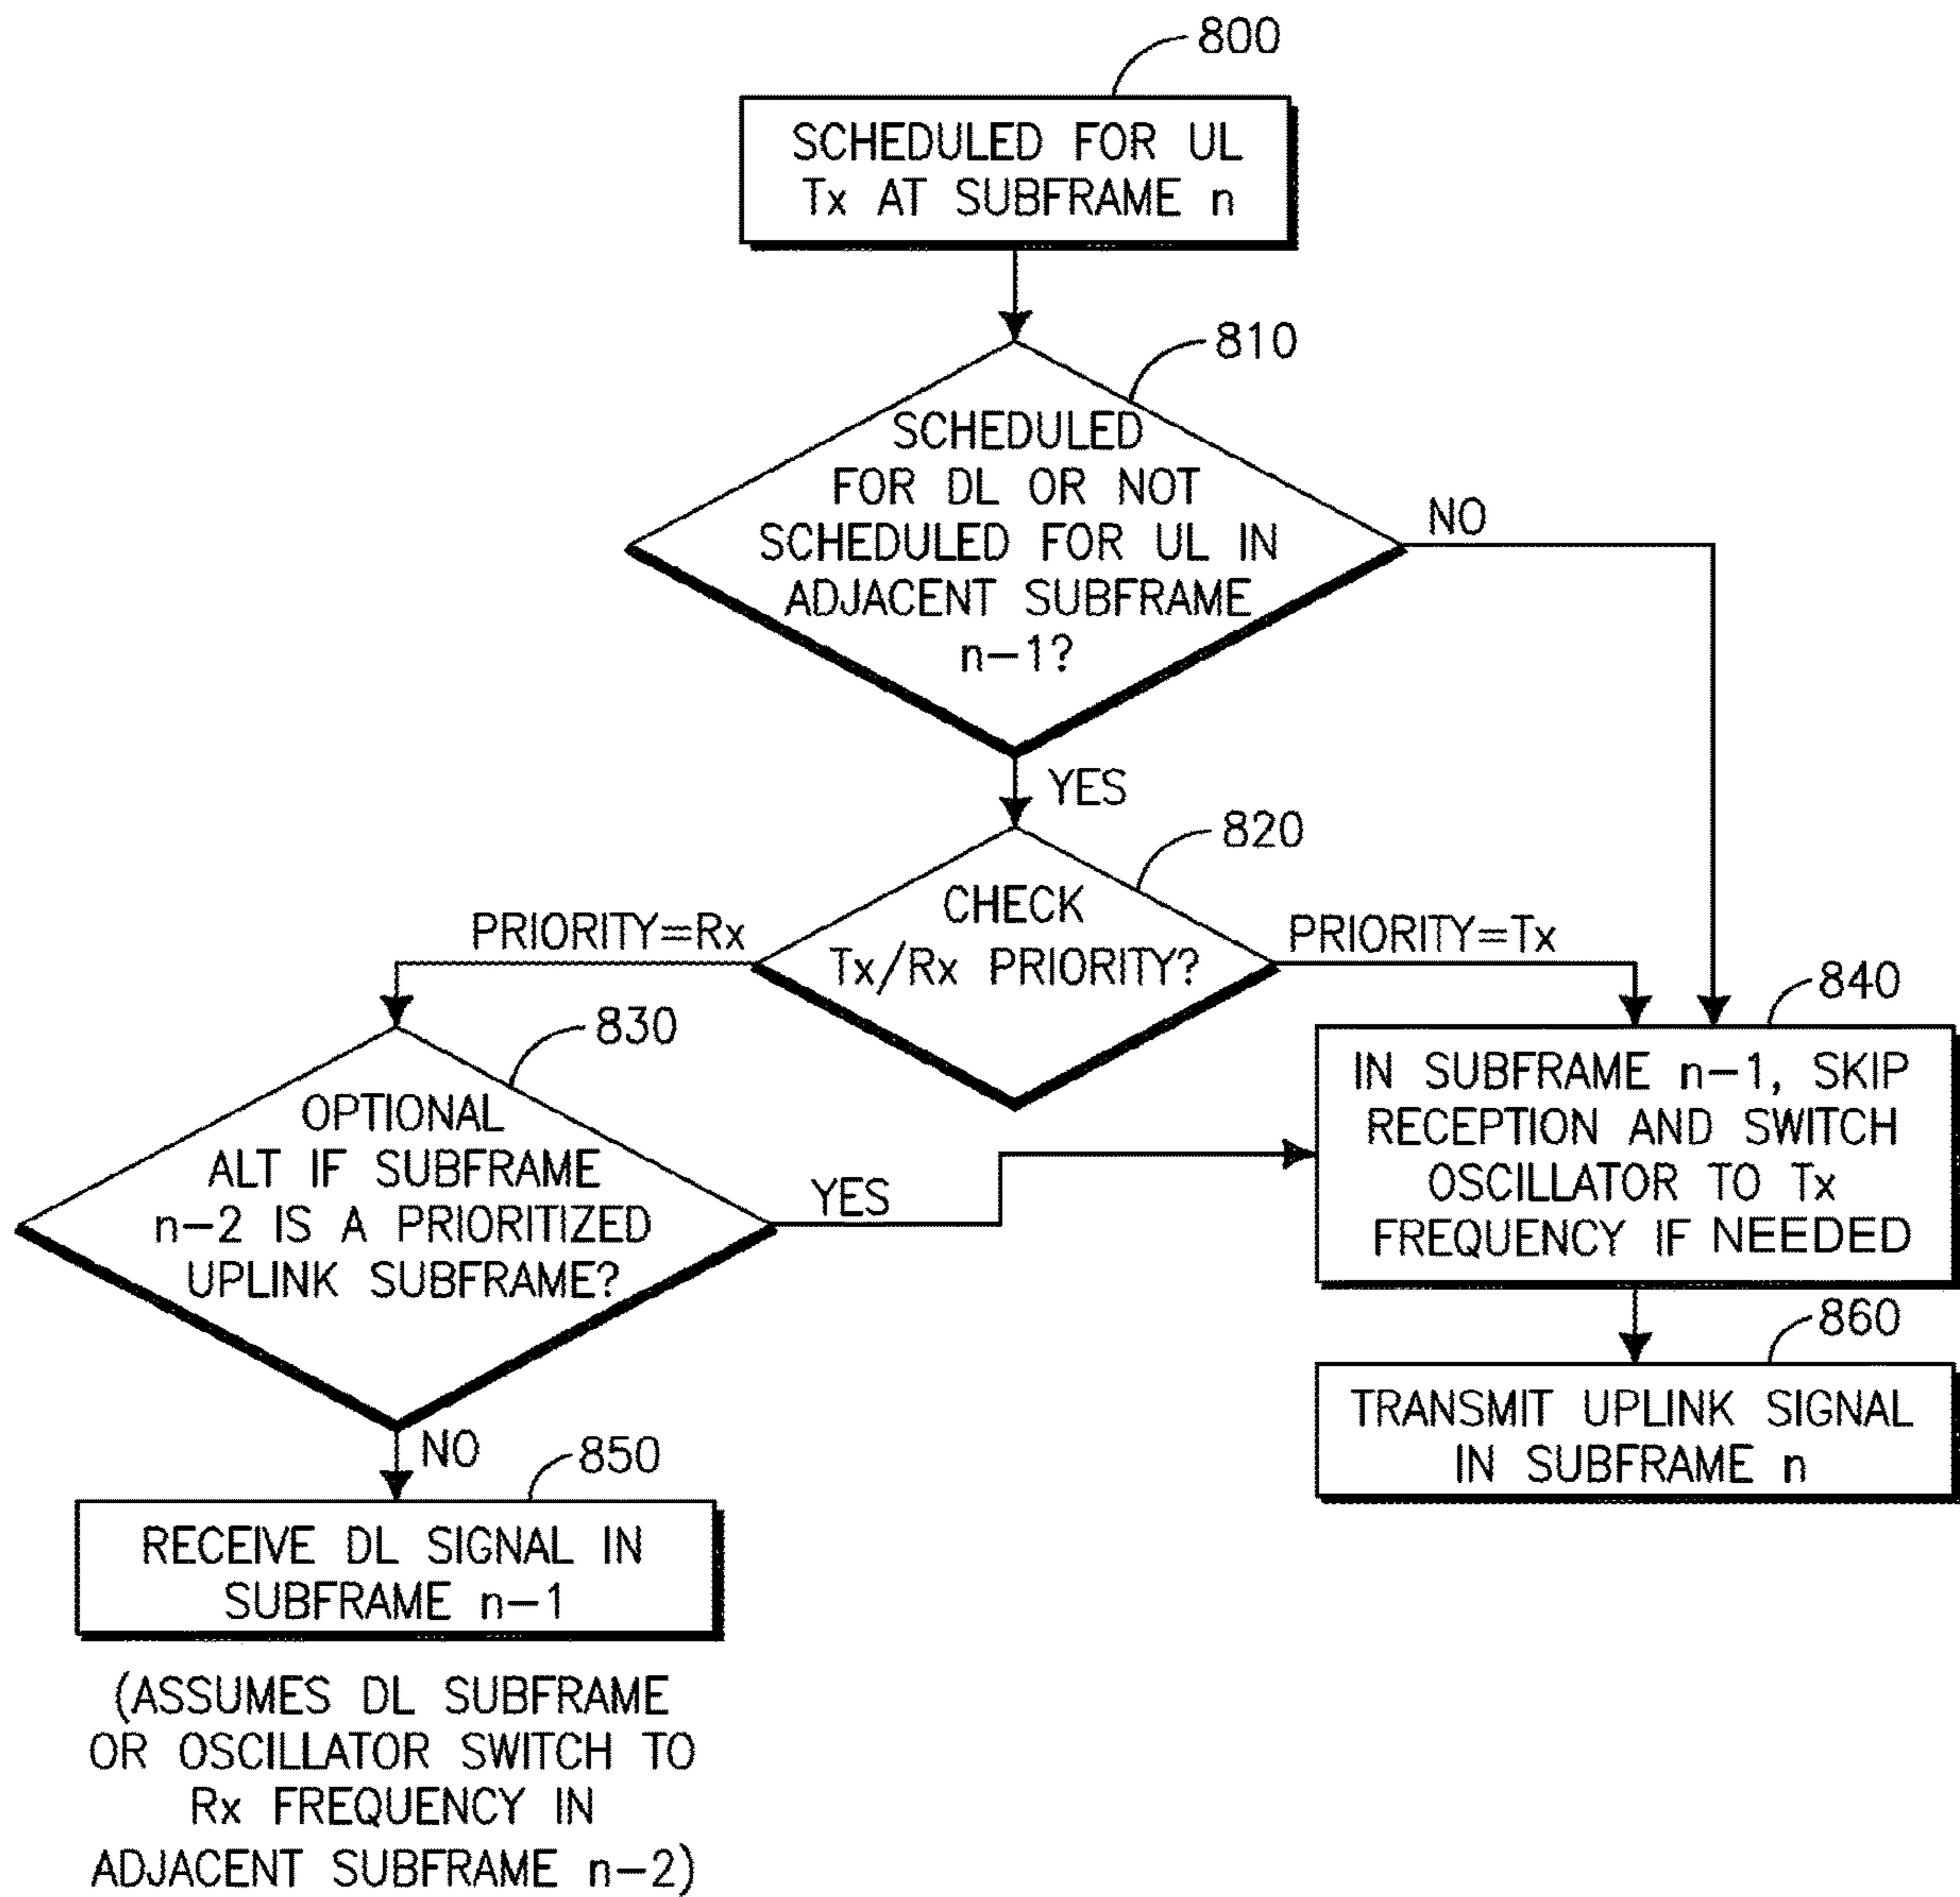 800
SCHEDULED FOR UL
Tx AT SUBFRAME n
810
SCHEDULED
FOR DL OR NOT
SCHEDULED FOR UL IN
ADJACENT SUBFRAME
n−1?
NO
YES
820
CHECK
Tx/Rx PRIORITY?
PRIORITY=Rx
PRIORITY=Tx
830
OPTIONAL
ALT IF SUBFRAME
n−2 IS A PRIORITIZED
UPLINK SUBFRAME?
YES
840
IN SUBFRAME n−1, SKIP
RECEPTION AND SWITCH
OSCILLATOR TO Tx
FREQUENCY IF NEEDED
860
TRANSMIT UPLINK SIGNAL
IN SUBFRAME n
NO
850
RECEIVE DL SIGNAL IN
SUBFRAME n−1
(ASSUMES DL SUBFRAME
OR OSCILLATOR SWITCH TO
Rx FREQUENCY IN
ADJACENT SUBFRAME n−2)